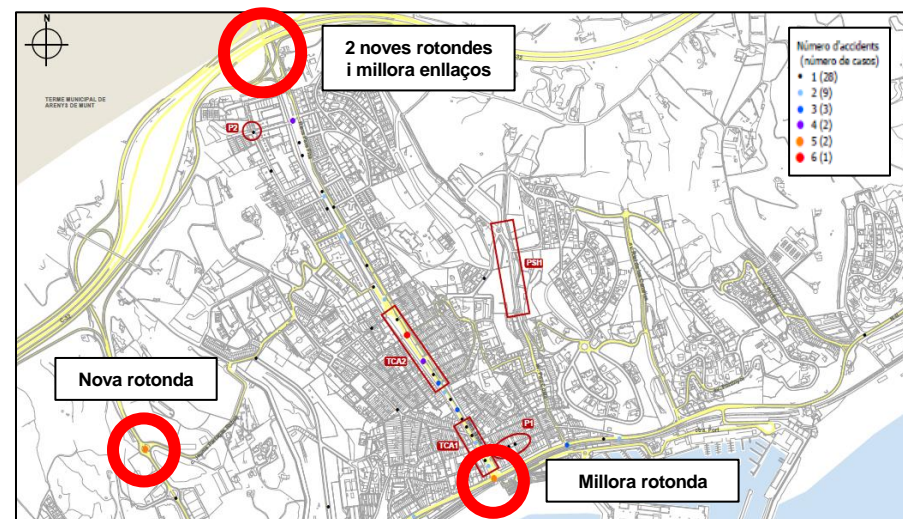 N
2 noves rotondes
i millora enllaços
Número d'accidents
(número de casos)
1 (28)
2 (9)
3 (3)
4 (2)
5 (2)
6 (1)
TERME MUNICIPAL DE
ARENYS DE MUNT
P2
PSI1
C-32
TCA2
Nova rotonda
TCA1
P1
Millora rotonda